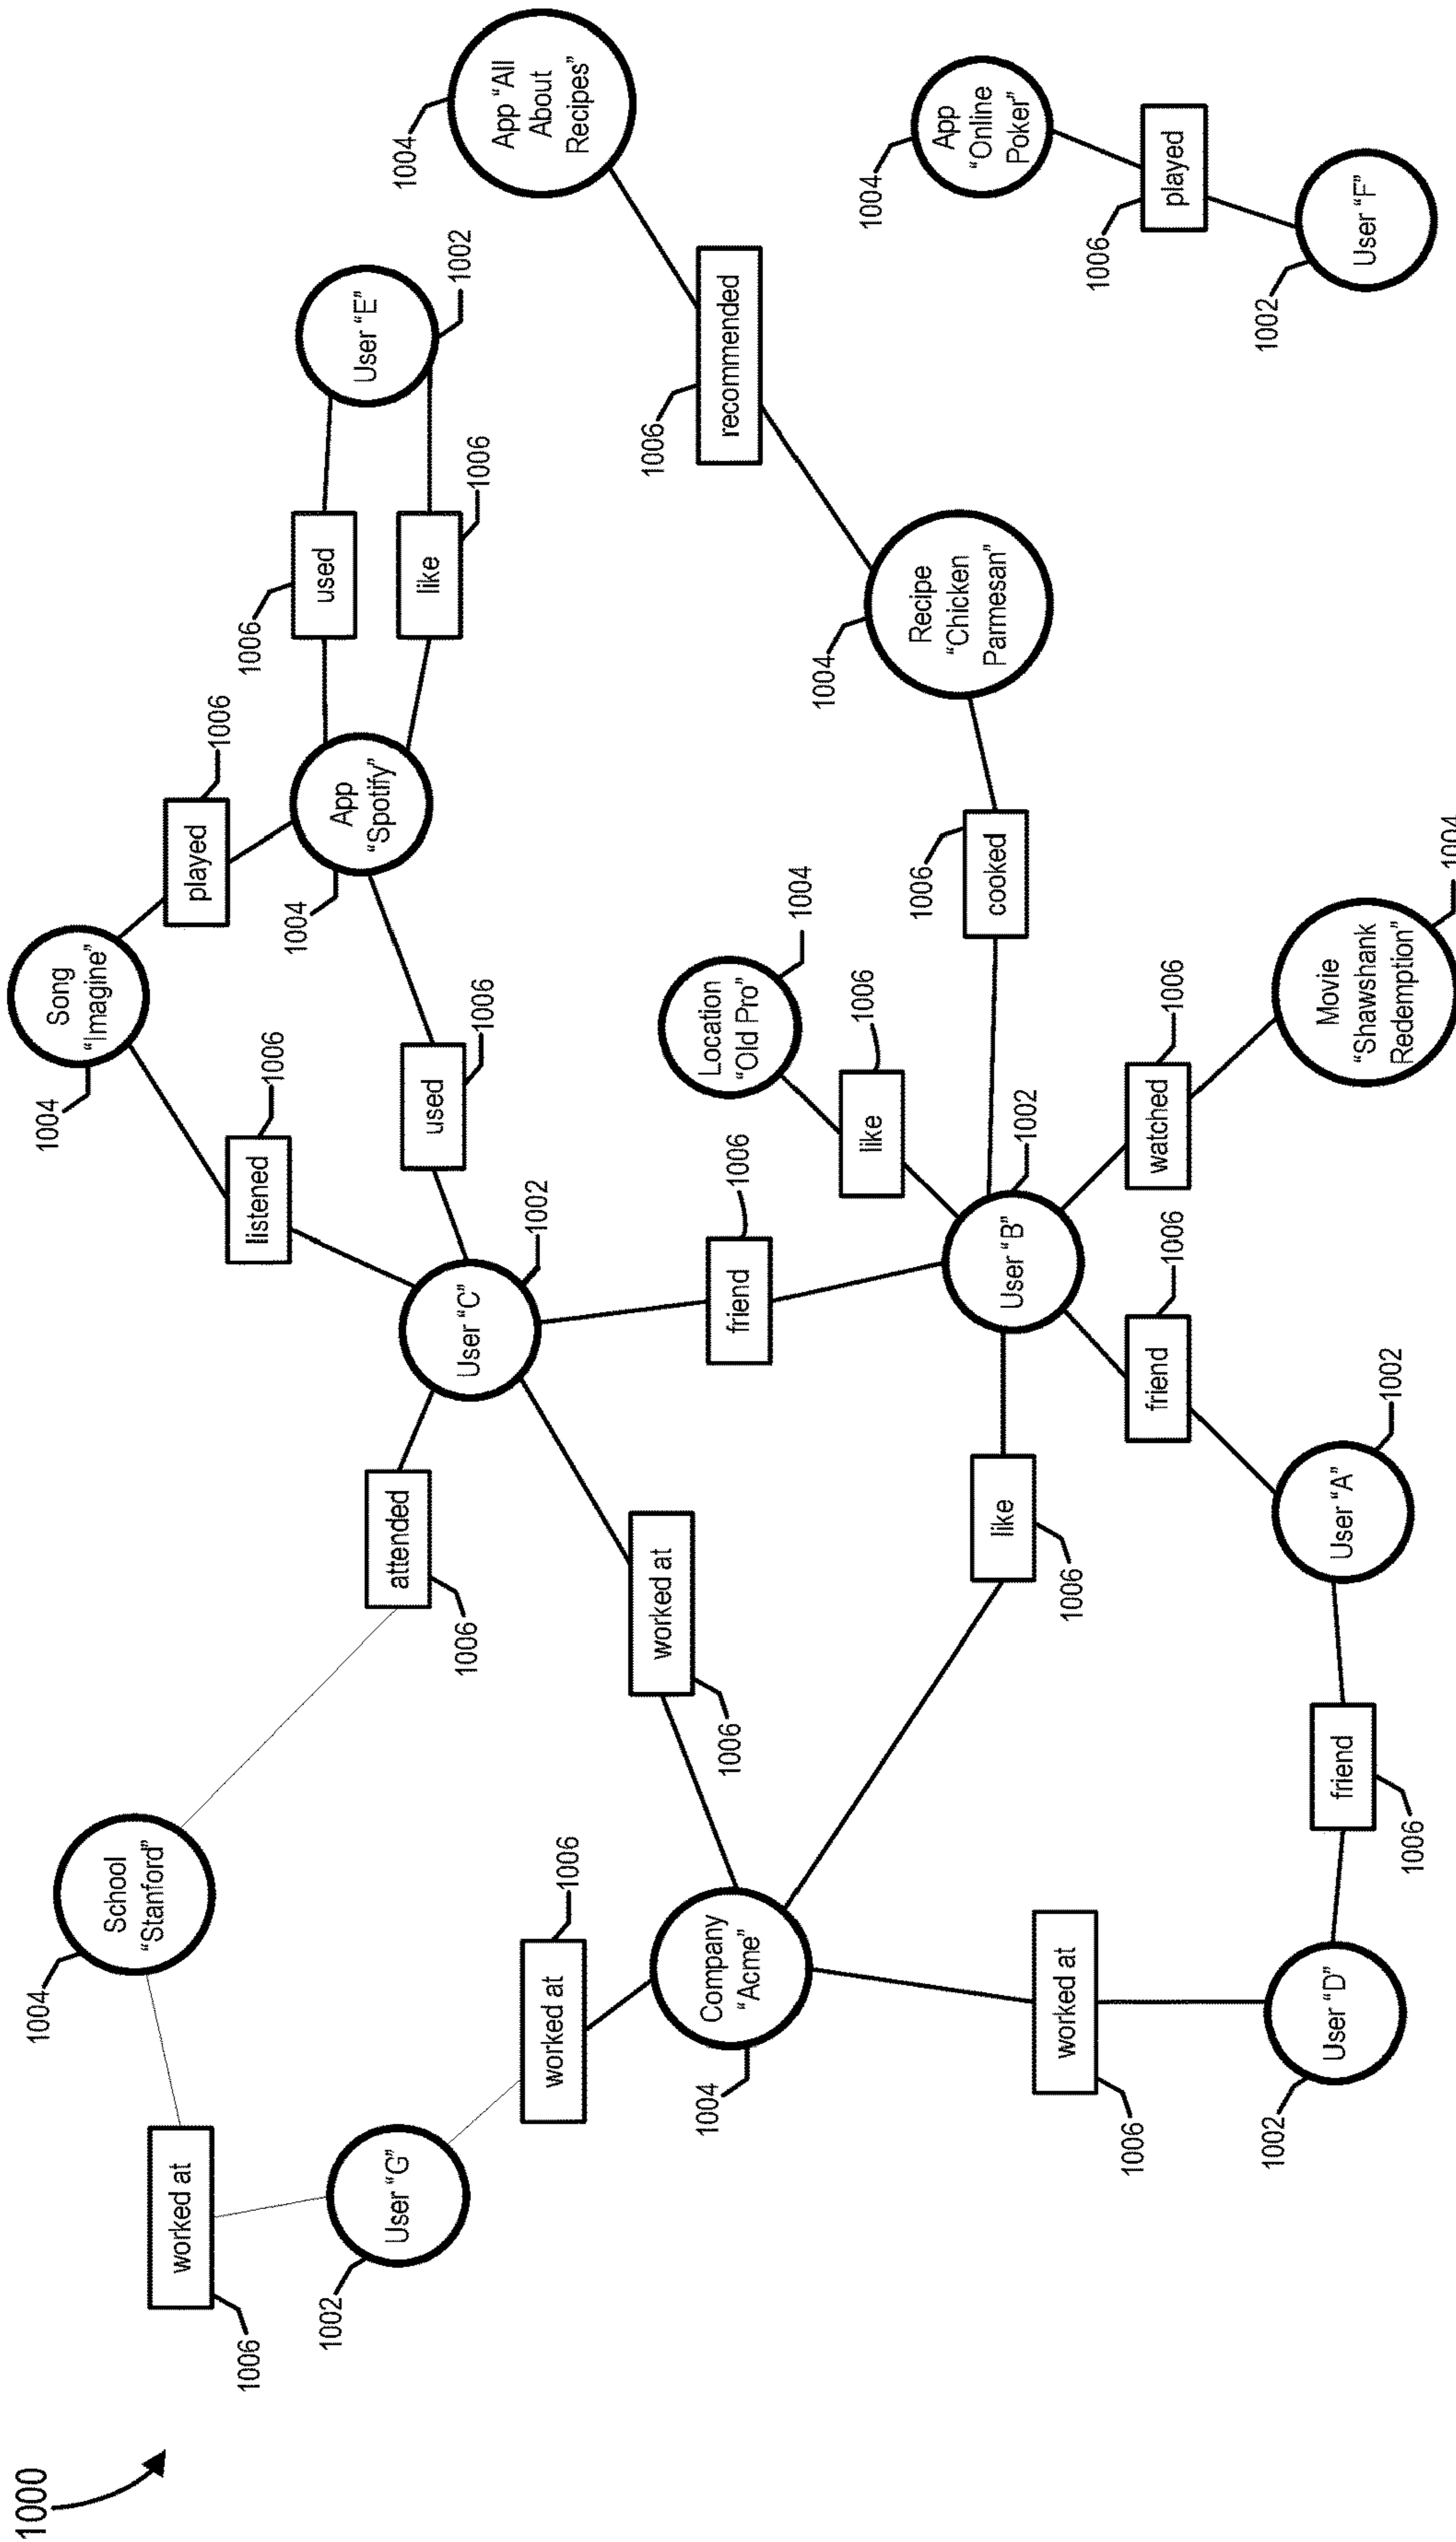 1000
1004
School
“Stanford”
1004
Song
“Imagine”
worked at
1006
played
1006
listened
1006
1002
User “G”
1006
used
User “E”
1002
1004
App
“Spotify”
attended
1006
like
1006
used
1006
User “C”
1002
1004
App “All
About
Recipes”
worked at
1006
worked at
1006
1006
recommended
Company
“Acme”
1004
friend
1006
Location
“Old Pro”
1004
like
1006
1004
Recipe
“Chicken
Parmesan”
1006
cooked
1004
App
“Online
Poker”
like
1006
User “B”
1002
worked at
1006
friend
1006
watched
1006
1006
played
1002
User “D”
friend
1006
User “A”
1002
Movie
“Shawshank
Redemption”
1004
1002
User “F”